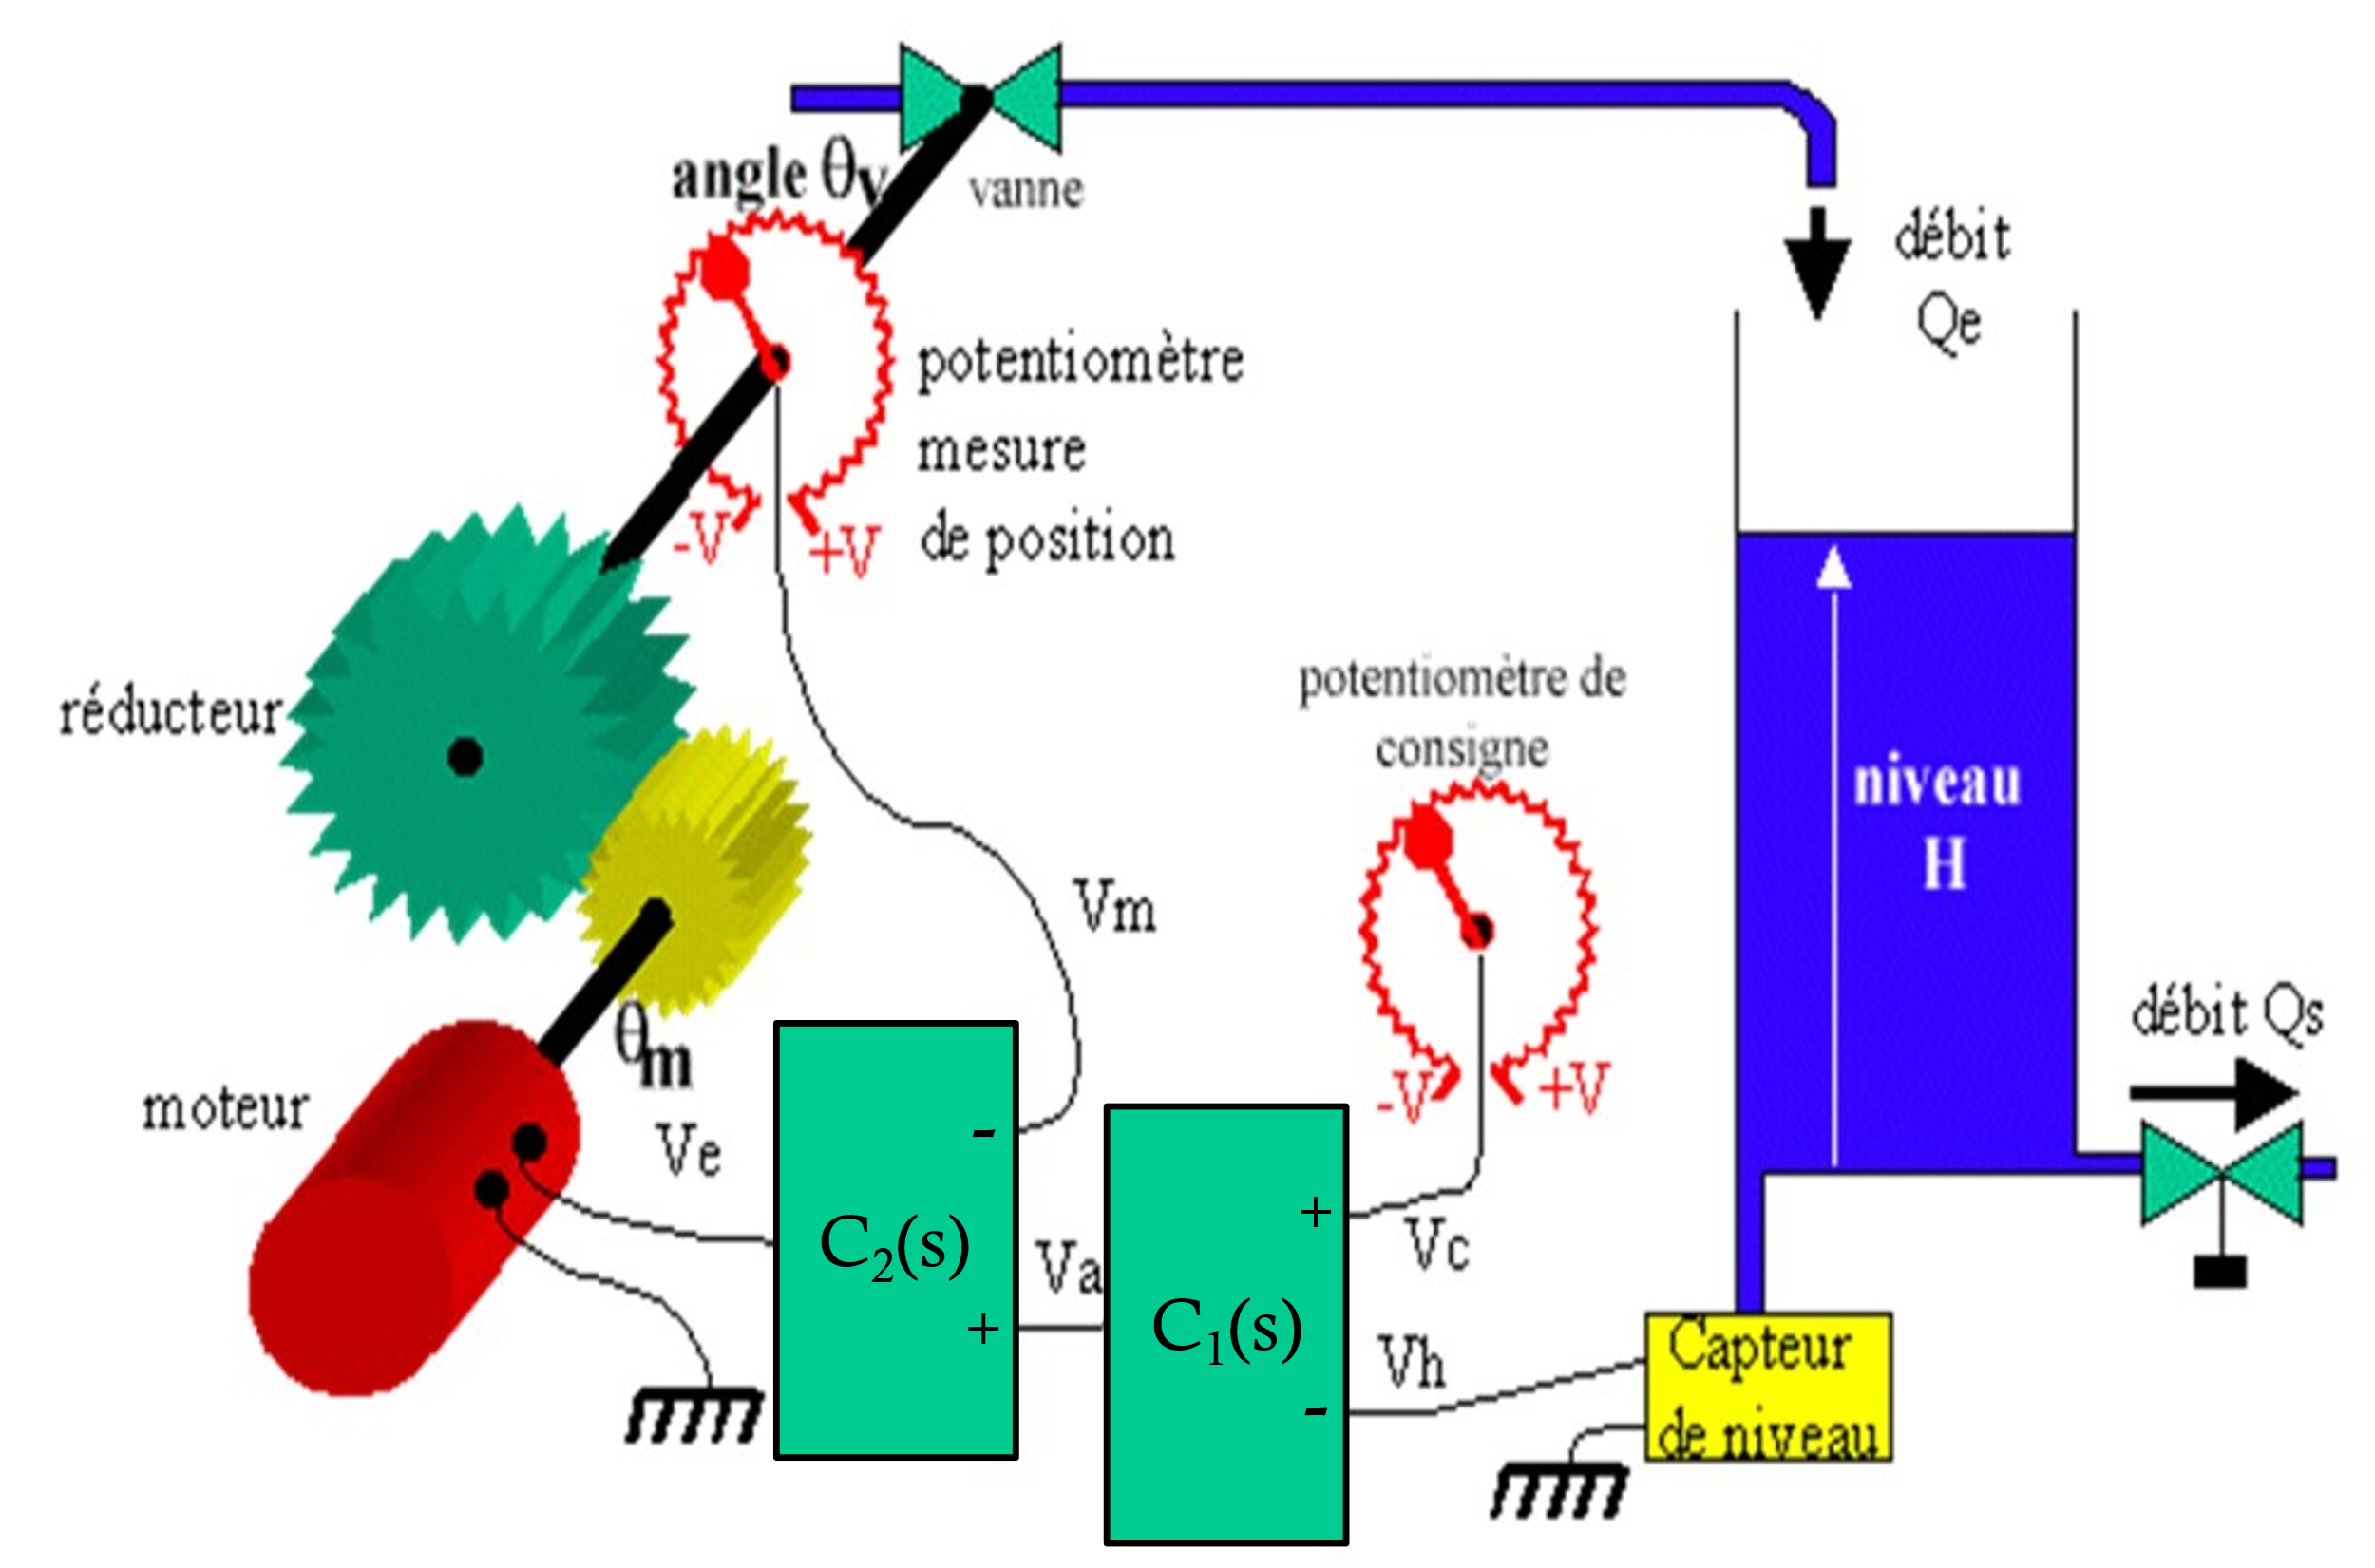 angle θv
vanne
débit
Qe
potentiomètre
mesure
de position
-V
+V
réducteur
potentiomètre de
consigne
niveau
H
Vm
débit Qs
θm
-V
+V
moteur
Ve
-
C2(s)
+
Va
+
C1(s)
-
Vc
Vh
Capteur
de niveau